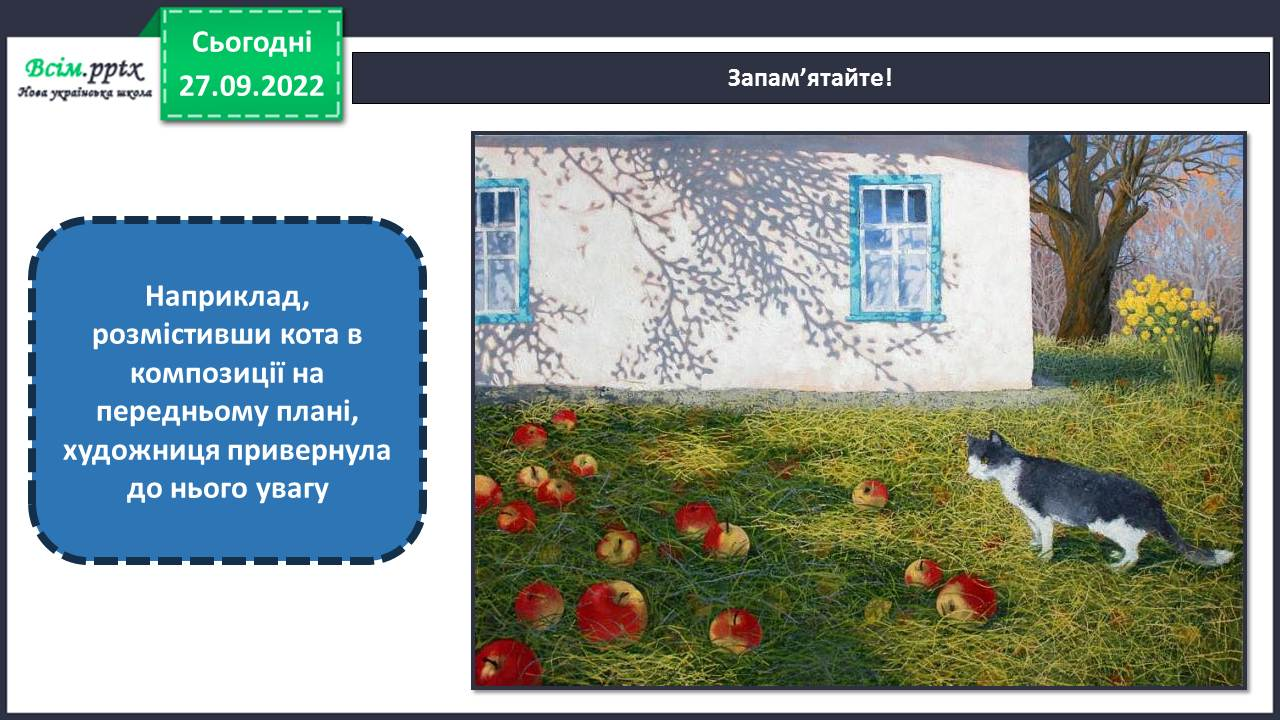 Всім.pptx
Нова українська школа
Сьогодні
27.09.2022
Запам’ятайте!
Наприклад,
розмістивши кота в
композиції на
передньому плані,
художниця привернула
до нього увагу